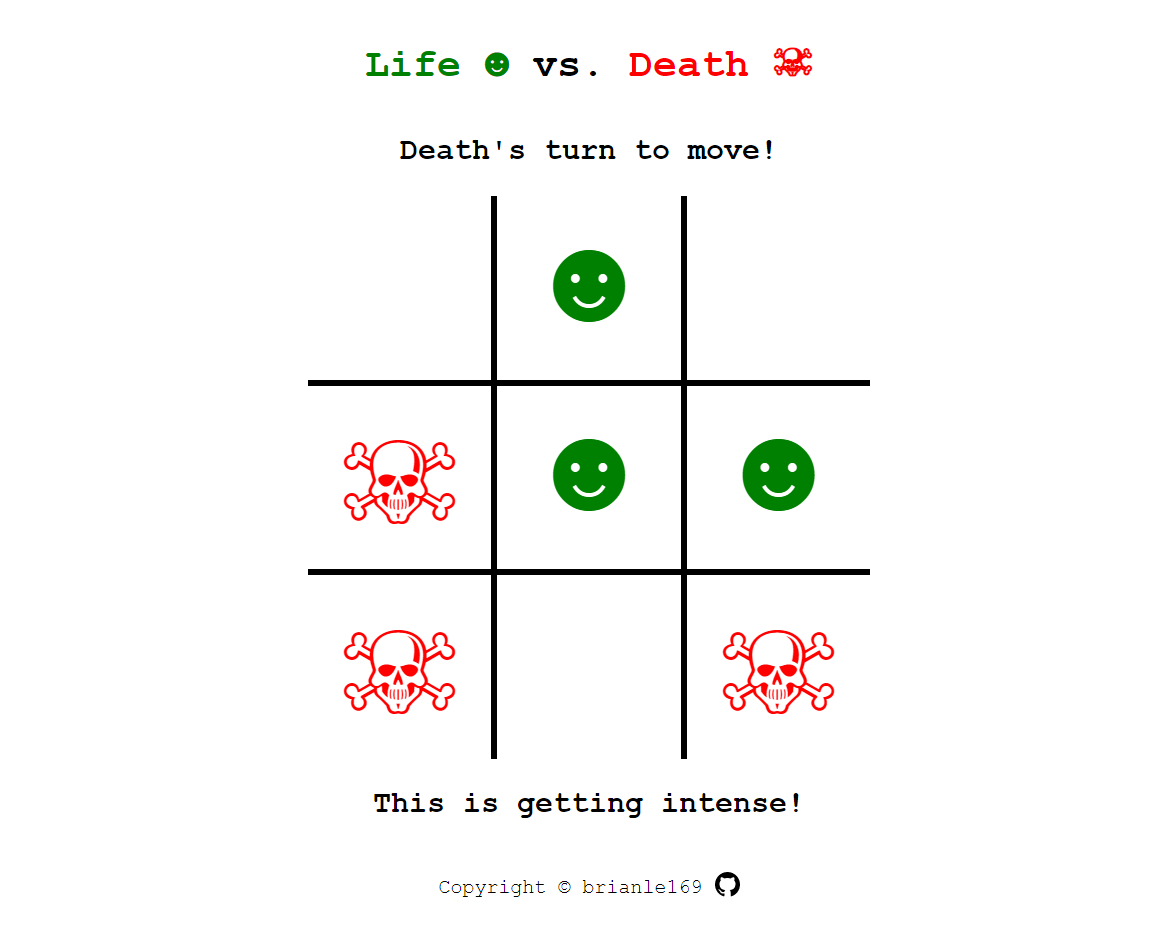 Life ☻ vs. Death ☠
Death's turn to move!
This is getting intense!
Copyright © brianle169